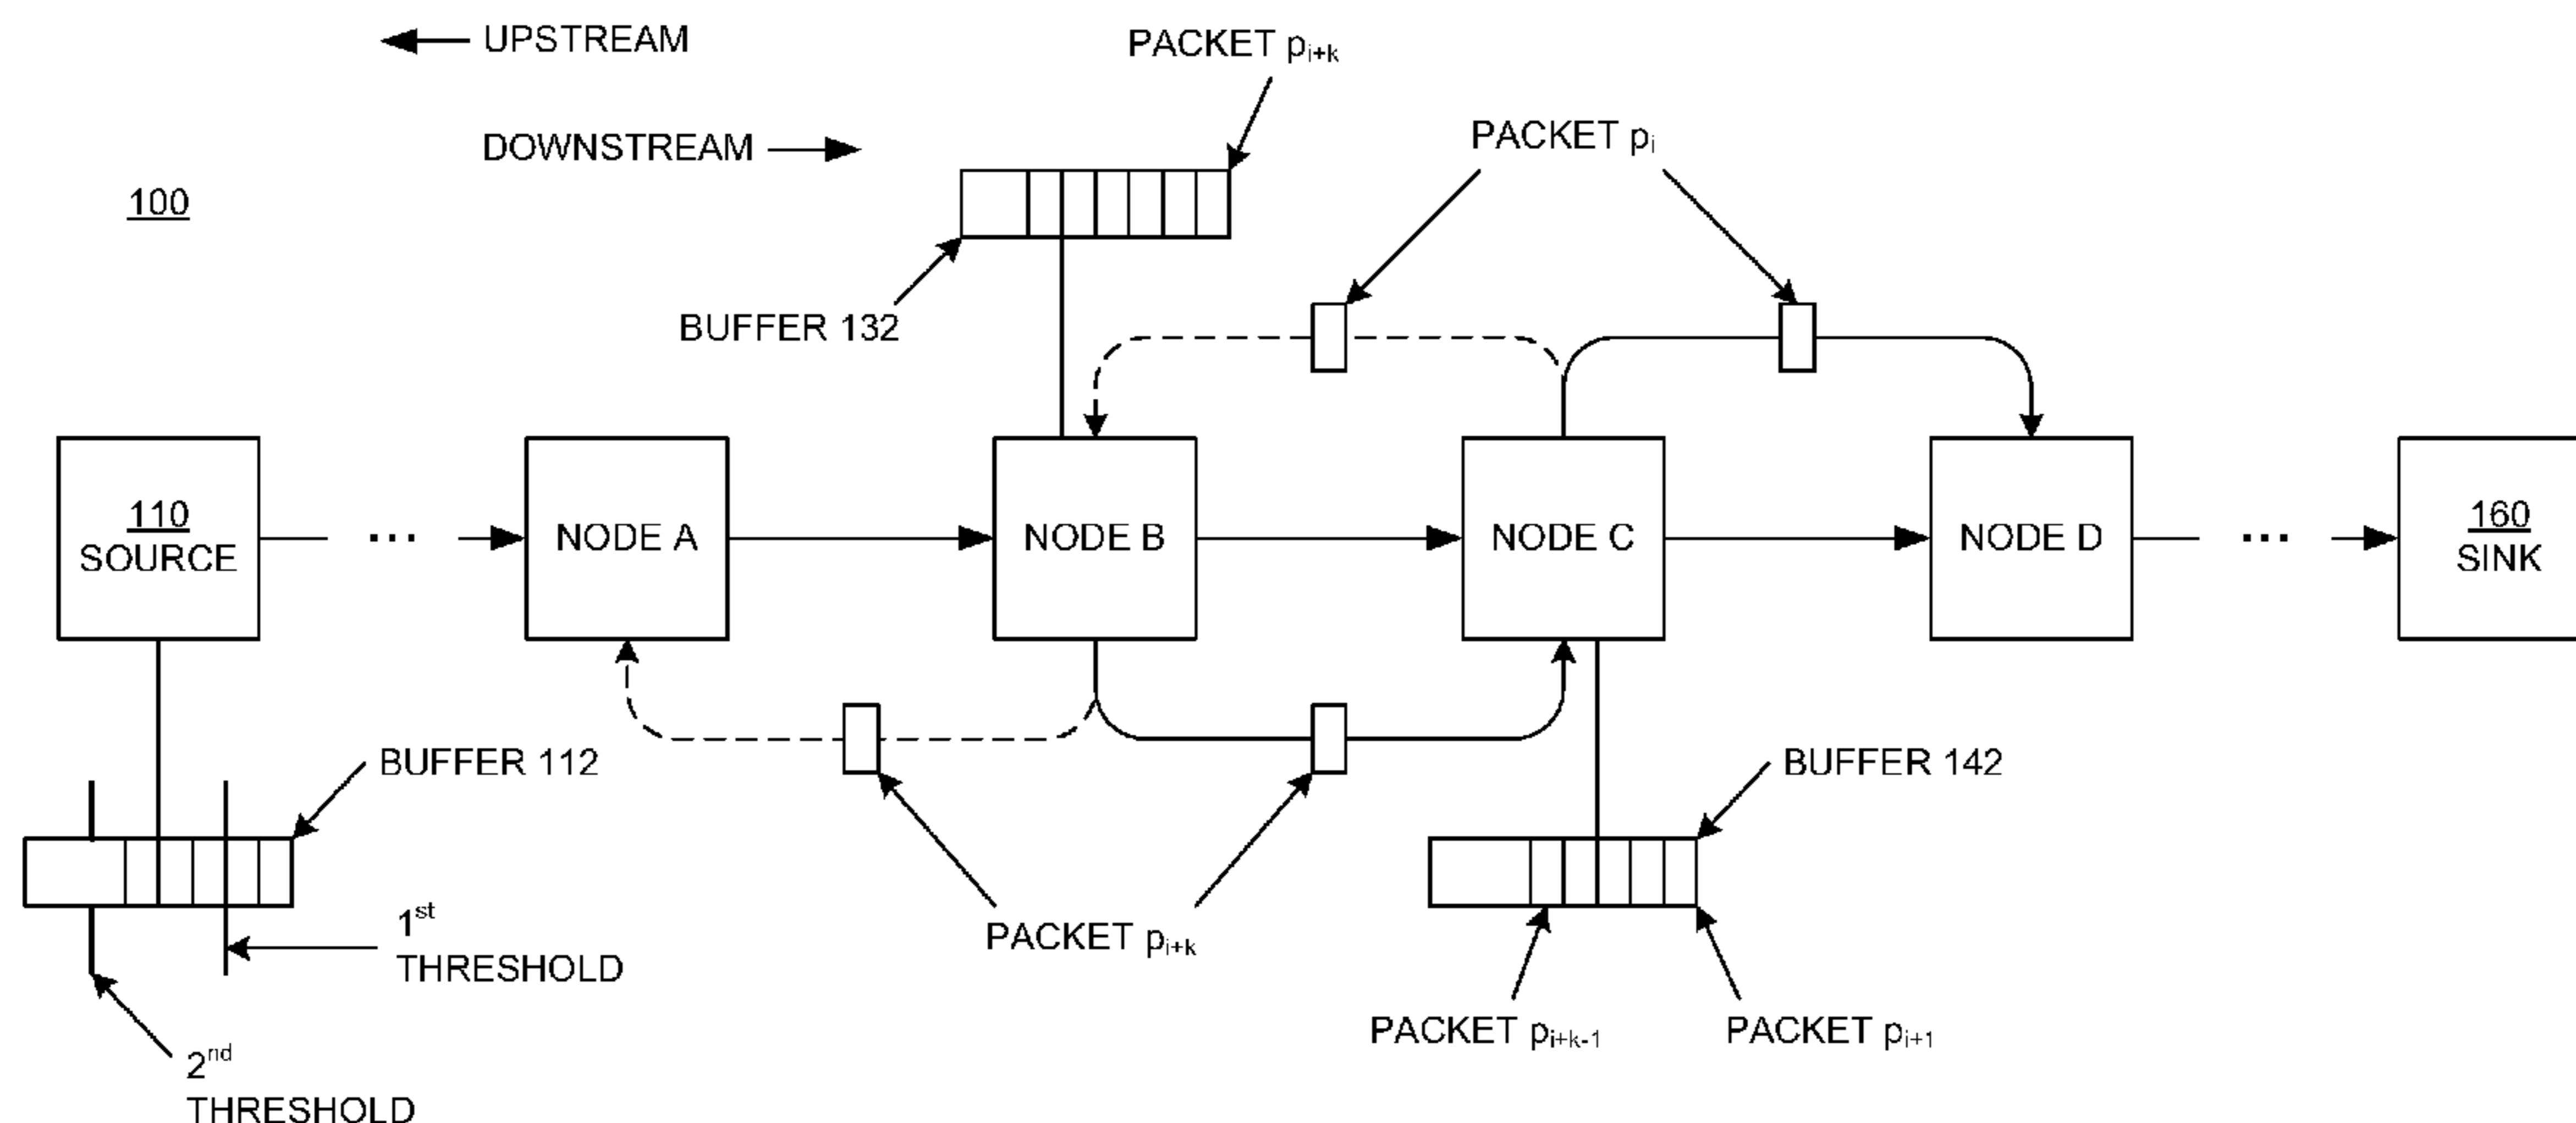 UPSTREAM
PACKET pi+k
DOWNSTREAM
PACKET pi
100
BUFFER 132
110
SOURCE
...
NODE A
NODE B
NODE C
NODE D
...
160
SINK
BUFFER 112
BUFFER 142
1st
THRESHOLD
PACKET pi+k
PACKET pi+k-1
PACKET pi+1
2nd
THRESHOLD